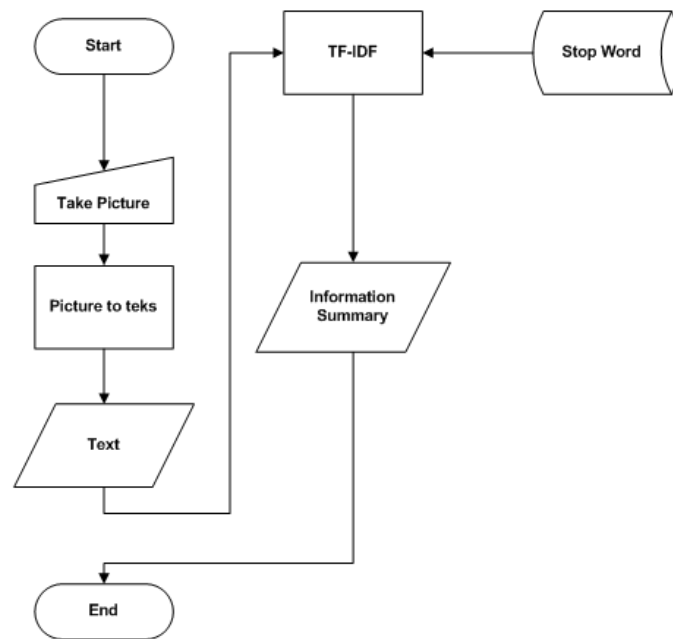 Start
Take Picture
Picture to teks
Text
TF-IDF
Stop Word
Information
Summary
End